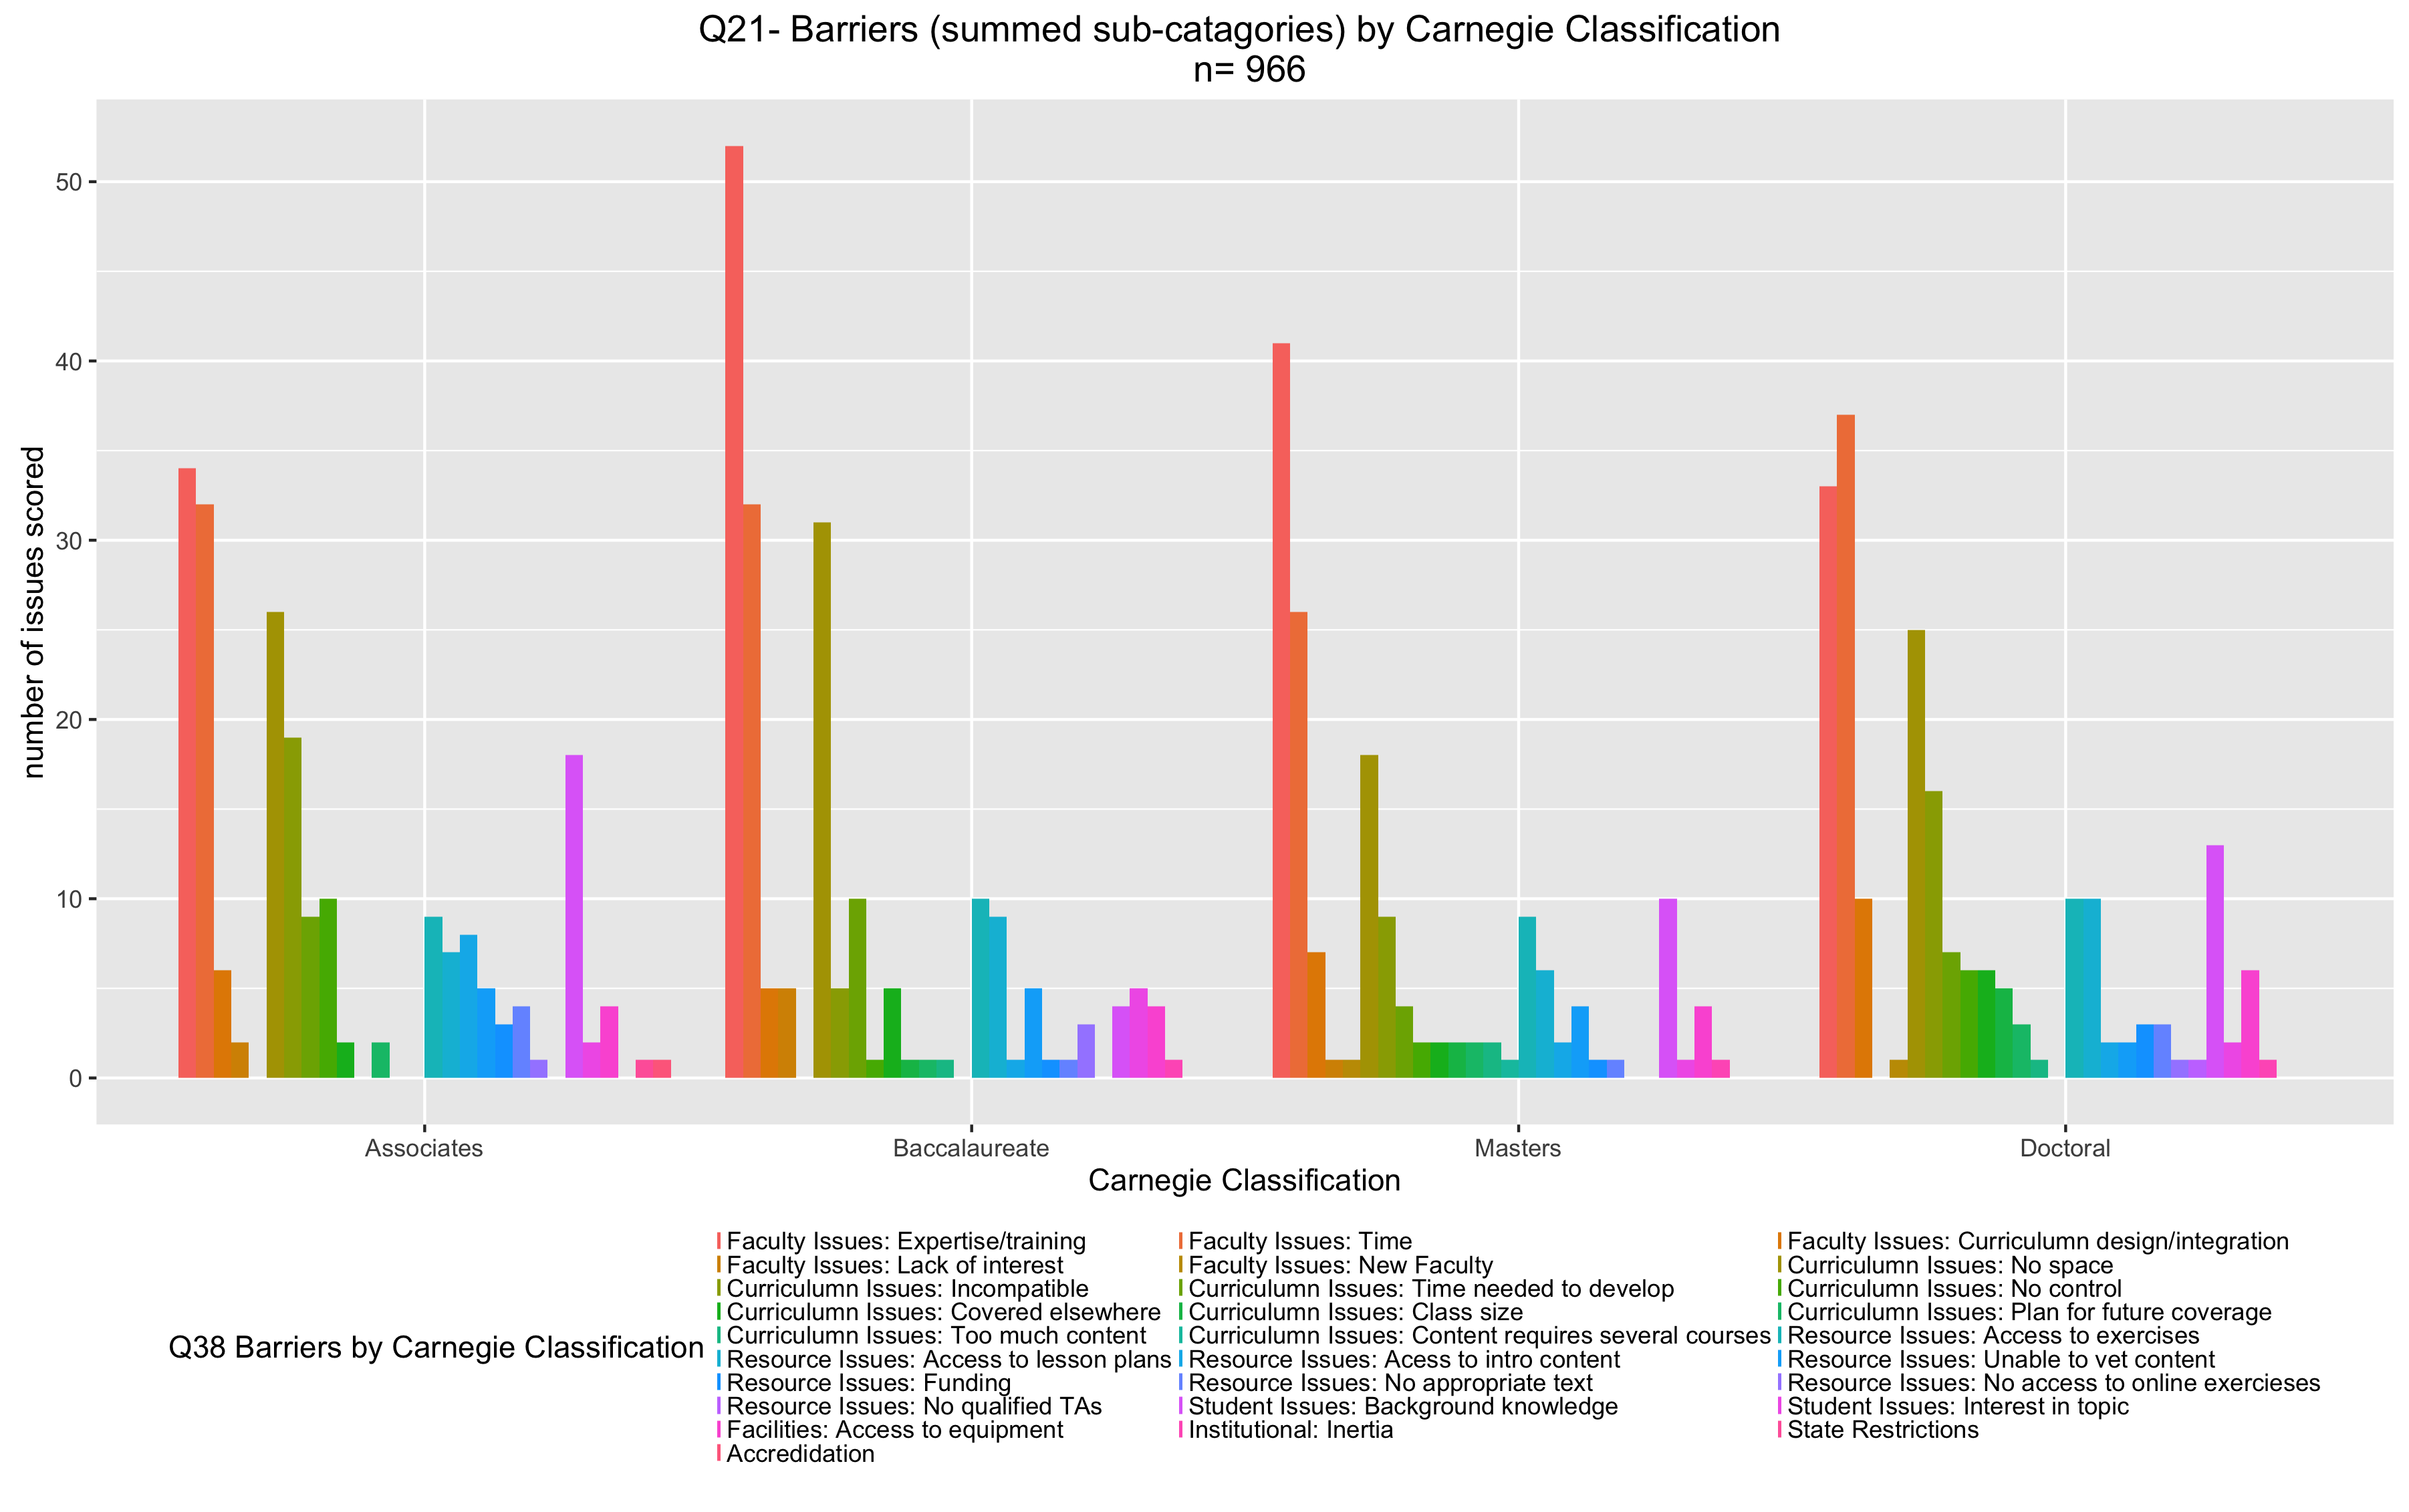 Q21- Barriers (summed sub-catagories) by Carnegie Classification
n= 966
number of issues scored
50
40
30
20
10
0
Associates Baccalaureate Masters Doctoral
Carnegie Classification
Q38 Barriers by Carnegie Classification
Faculty Issues: Expertise/training Faculty Issues: Time Faculty Issues: Curriculumn design/integration
Faculty Issues: Lack of interest Faculty Issues: New Faculty Curriculumn Issues: No space
Curriculumn Issues: Incompatible Curriculumn Issues: Time needed to develop Curriculumn Issues: No control
Curriculumn Issues: Covered elsewhere Curriculumn Issues: Class size Curriculumn Issues: Plan for future coverage
Curriculumn Issues: Too much content Curriculumn Issues: Content requires several courses Resource Issues: Access to exercises
Resource Issues: Access to lesson plans Resource Issues: Acess to intro content Resource Issues: Unable to vet content
Resource Issues: Funding Resource Issues: No appropriate text Resource Issues: No access to online exercieses
Resource Issues: No qualified TAs Student Issues: Background knowledge Student Issues: Interest in topic
Facilities: Access to equipment Institutional: Inertia State Restrictions
Accredidation